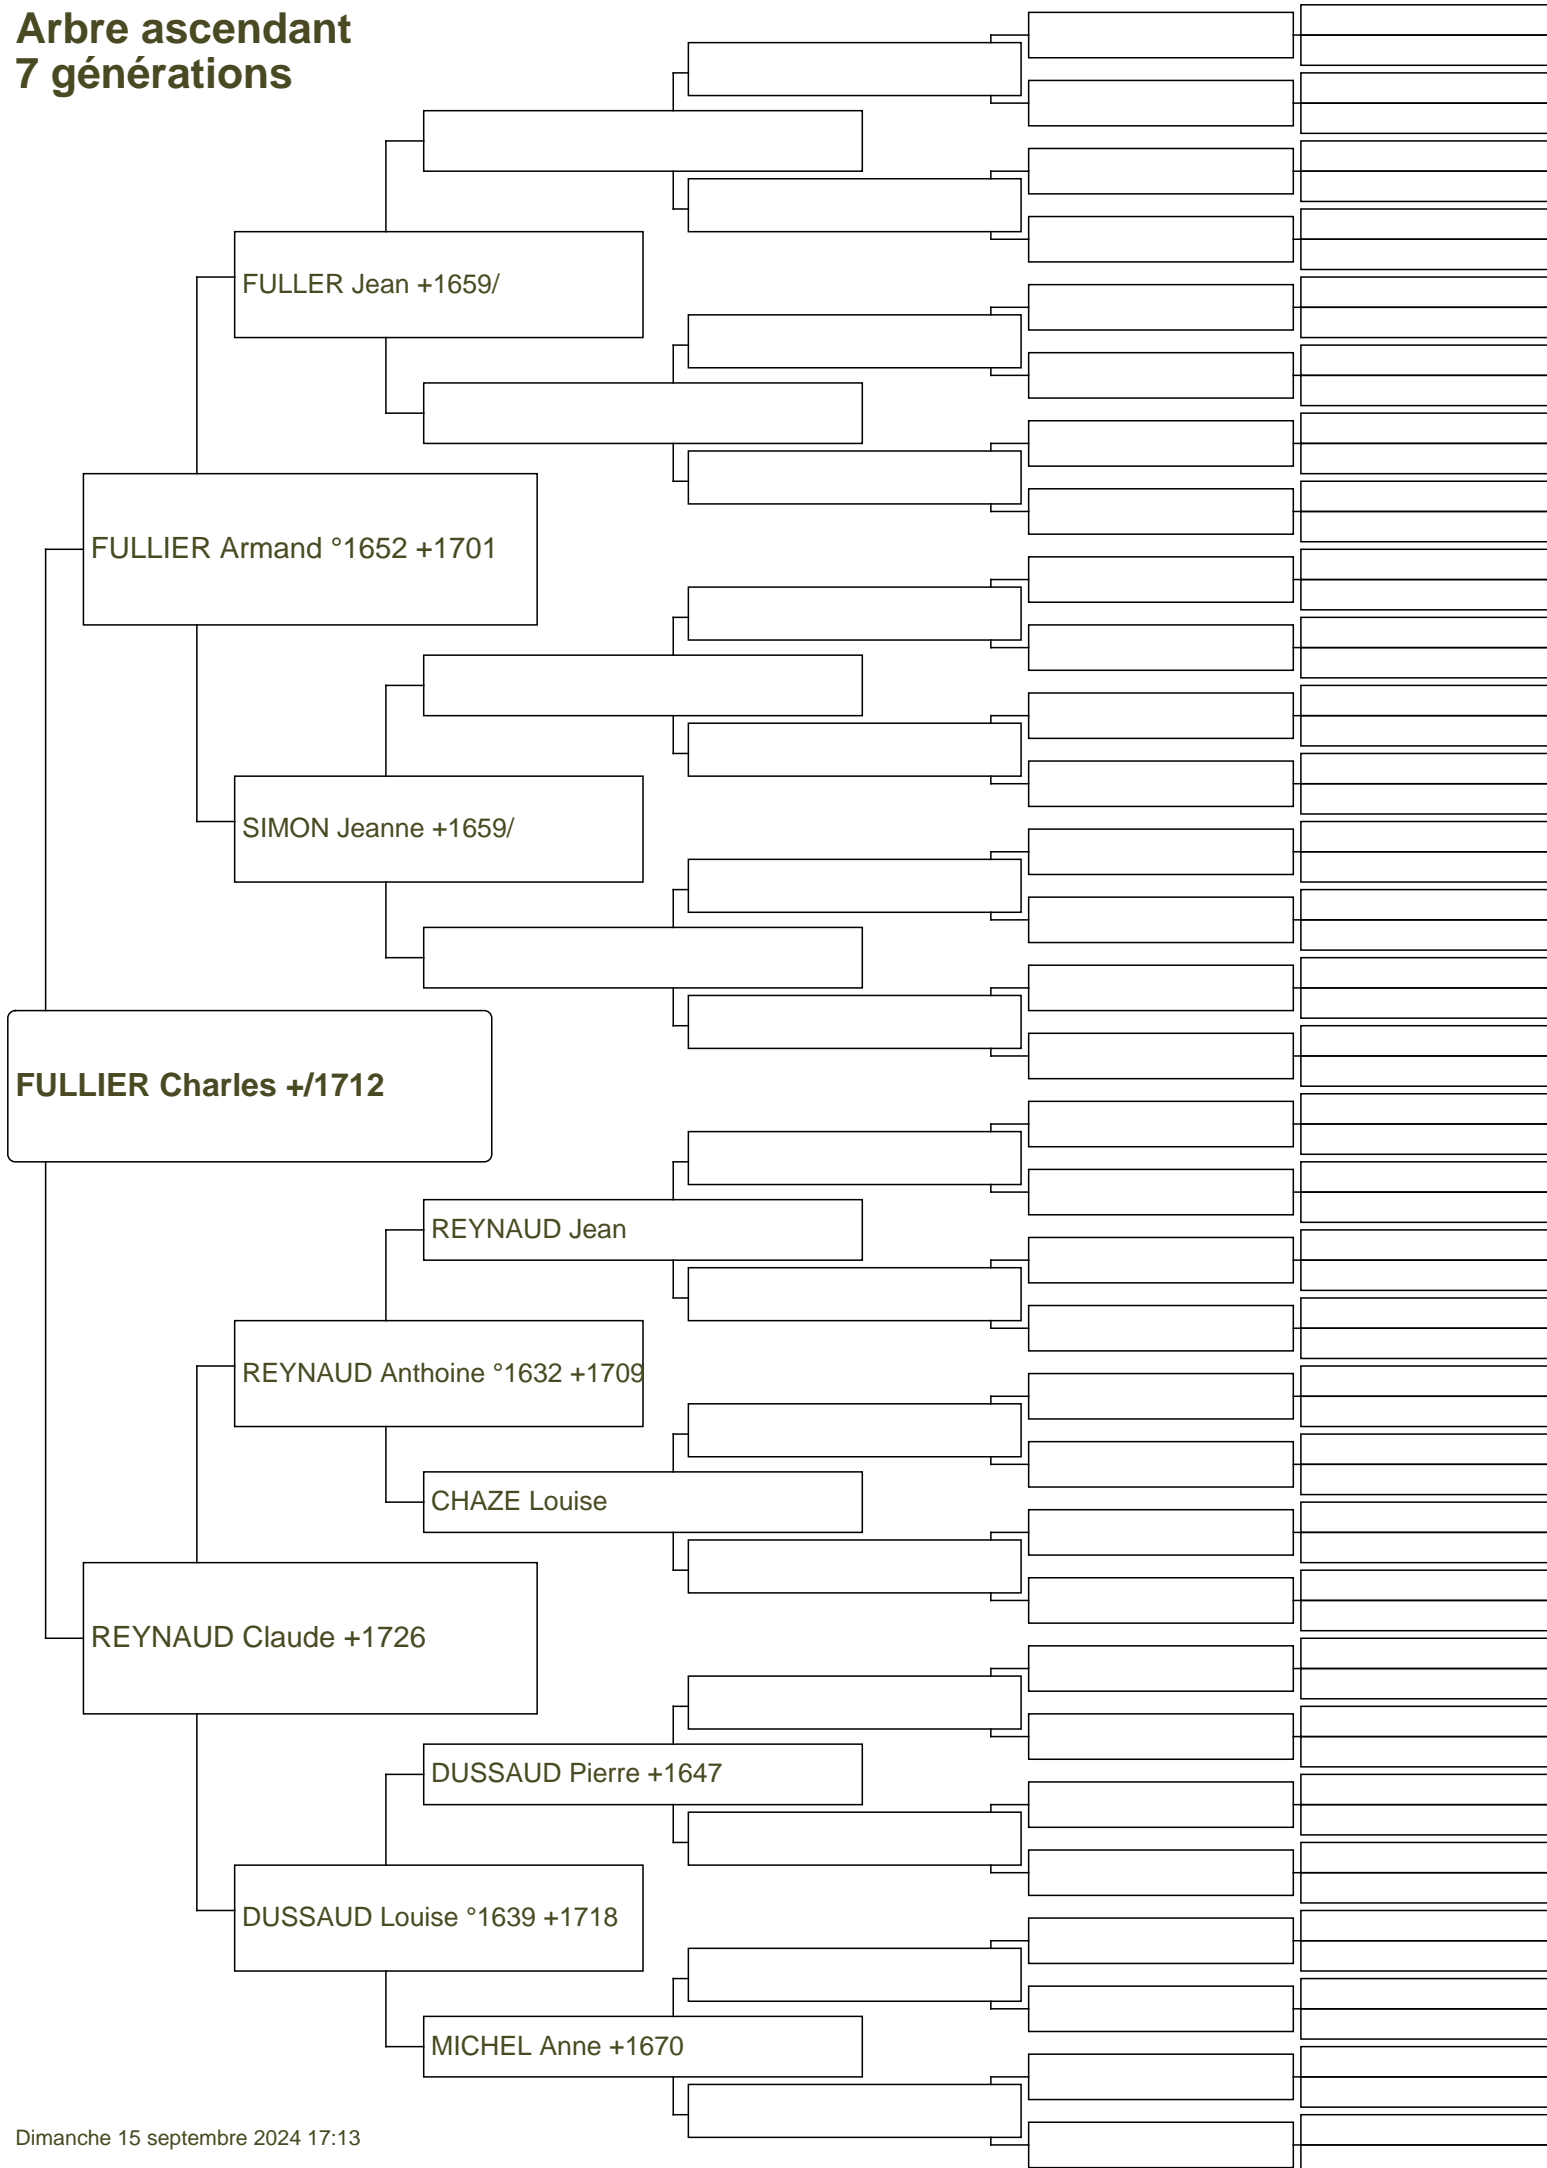 Arbre ascendant
7 générations
FULLER Jean +1659/
FULLIER Armand °1652 +1701
SIMON Jeanne +1659/
FULLIER Charles +/1712
REYNAUD Jean
REYNAUD Anthoine °1632 +1709
CHAZE Louise
REYNAUD Claude +1726
DUSSAUD Pierre +1647
DUSSAUD Louise °1639 +1718
MICHEL Anne +1670
Dimanche 15 septembre 2024 17:13